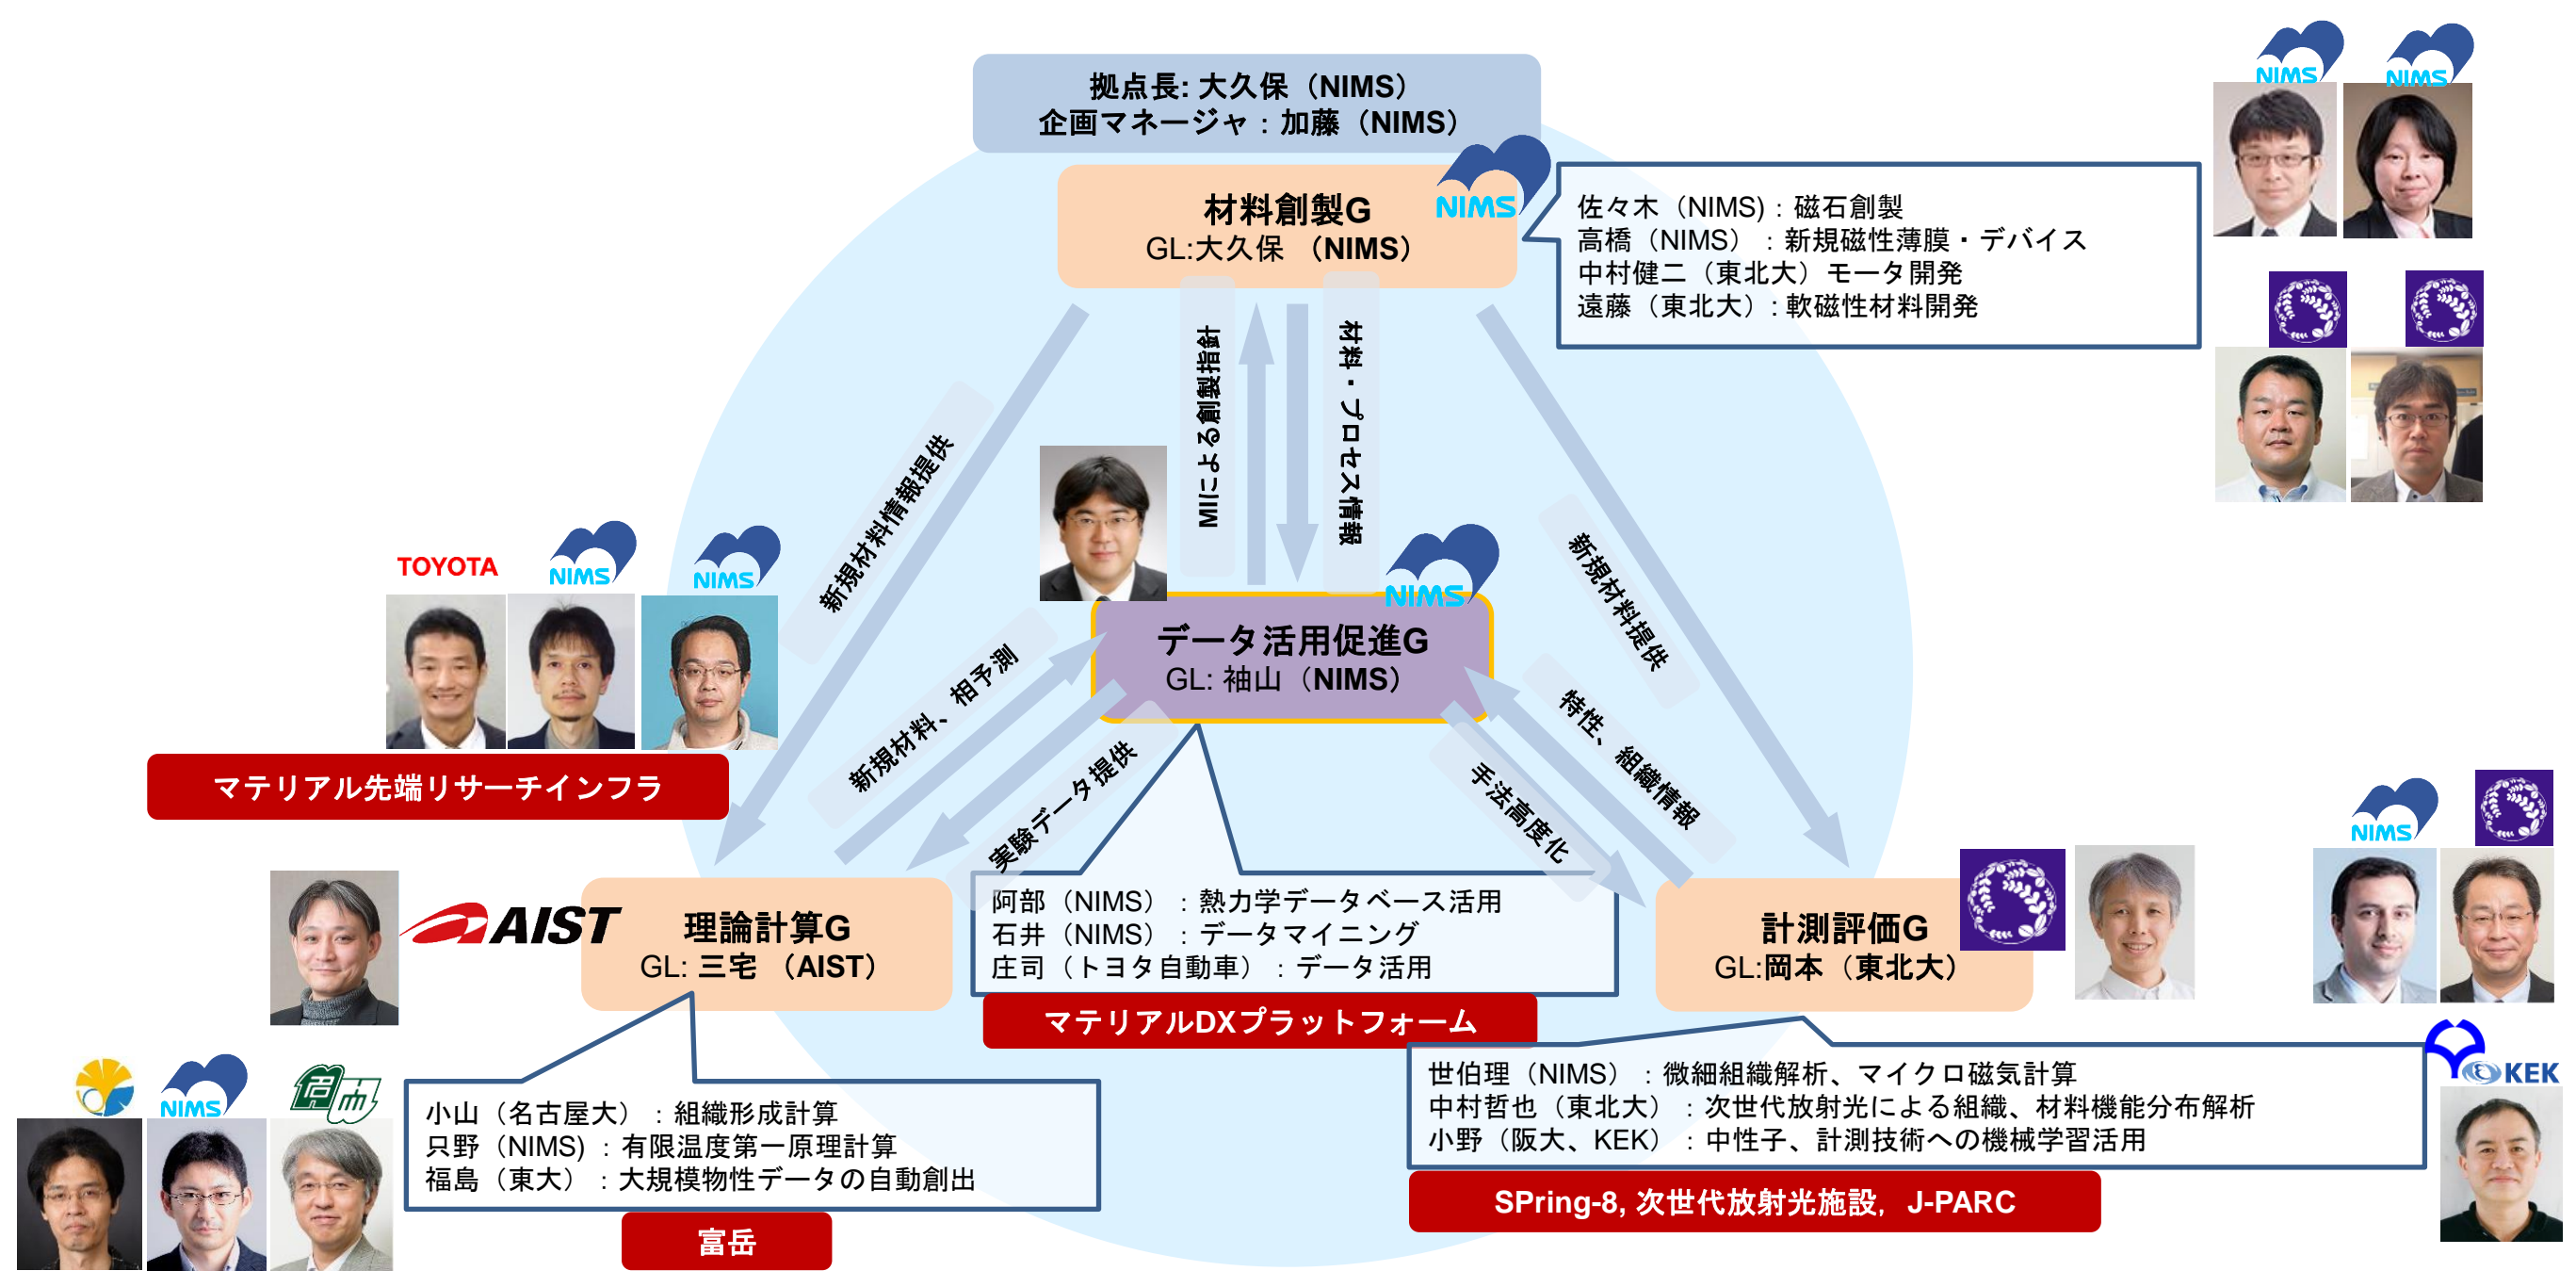 拠点長: 大久保（NIMS）
企画マネージャ：加藤（NIMS）
材料創製G
GL:大久保 （NIMS）
NIMS
佐々木（NIMS)：磁石創製
高橋（NIMS）：新規磁性薄膜・デバイス
中村健二（東北大）モータ開発
遠藤（東北大）: 軟磁性材料開発
NIMS
NIMS
新規材料情報提供
MIによる創製指針
材料・プロセス情報
新規材料提供
TOYOTA
NIMS
NIMS
マテリアル先端リサーチインフラ
NIMS
データ活用促進G
GL: 袖山（NIMS）
新規材料、相予測
実験データ提供
手法高度化
特性、組織情報
阿部（NIMS）：熱力学データベース活用
石井（NIMS）：データマイニング
庄司（トヨタ自動車）：データ活用
マテリアルDXプラットフォーム
AIST
理論計算G
GL: 三宅 （AIST）
計測評価G
GL:岡本（東北大）
NIMS
NIMS
名大
小山（名古屋大）：組織形成計算
只野（NIMS)：有限温度第一原理計算
福島（東大）：大規模物性データの自動創出
富岳
世伯理（NIMS）：微細組織解析、マイクロ磁気計算
中村哲也（東北大）：次世代放射光による組織、材料機能分布解析
小野（阪大、KEK）：中性子、計測技術への機械学習活用
KEK
SPring-8, 次世代放射光施設，J-PARC